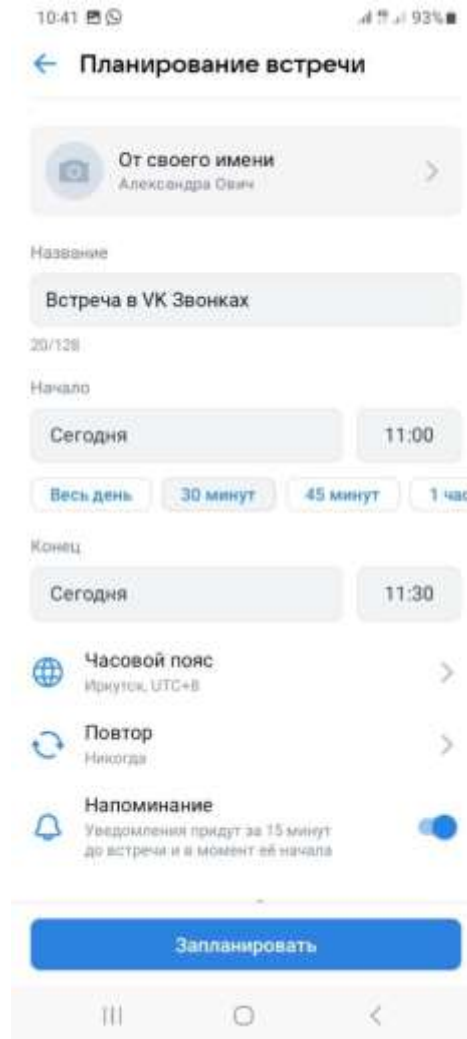 10:41
93%
Планирование встречи
От своего имени
Александра Ович
Название
Встреча в VK Звонках
20/128
Начало
Сегодня 11:00
Весь день 30 минут 45 минут 1 час
Конец
Сегодня 11:30
Часовой пояс
Иркутск, UTC+8
Повтор
Никогда
Напоминание
Уведомления придут за 15 минут
до встречи и в момент её начала
Запланировать